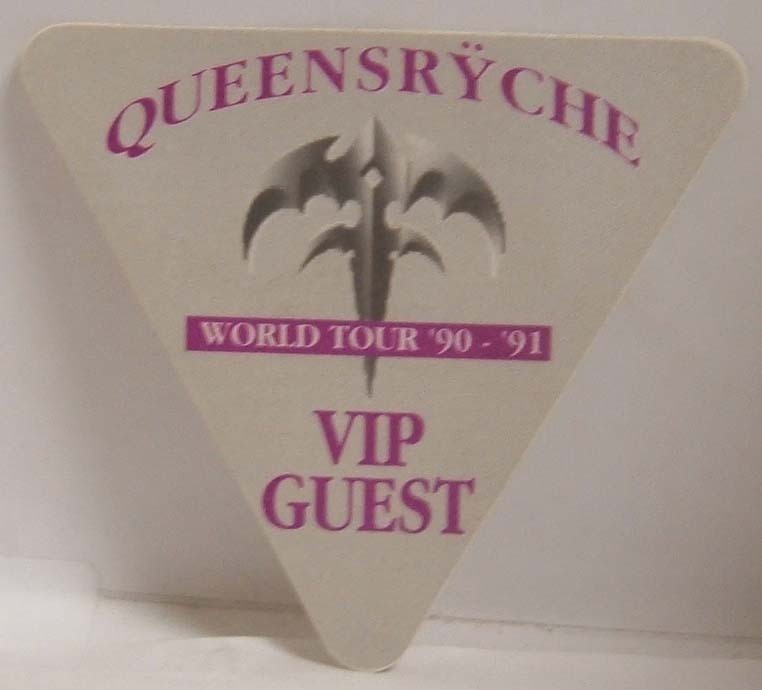 QUEENSRŸCHE
WORLD TOUR '90 - '91
VIP
GUEST